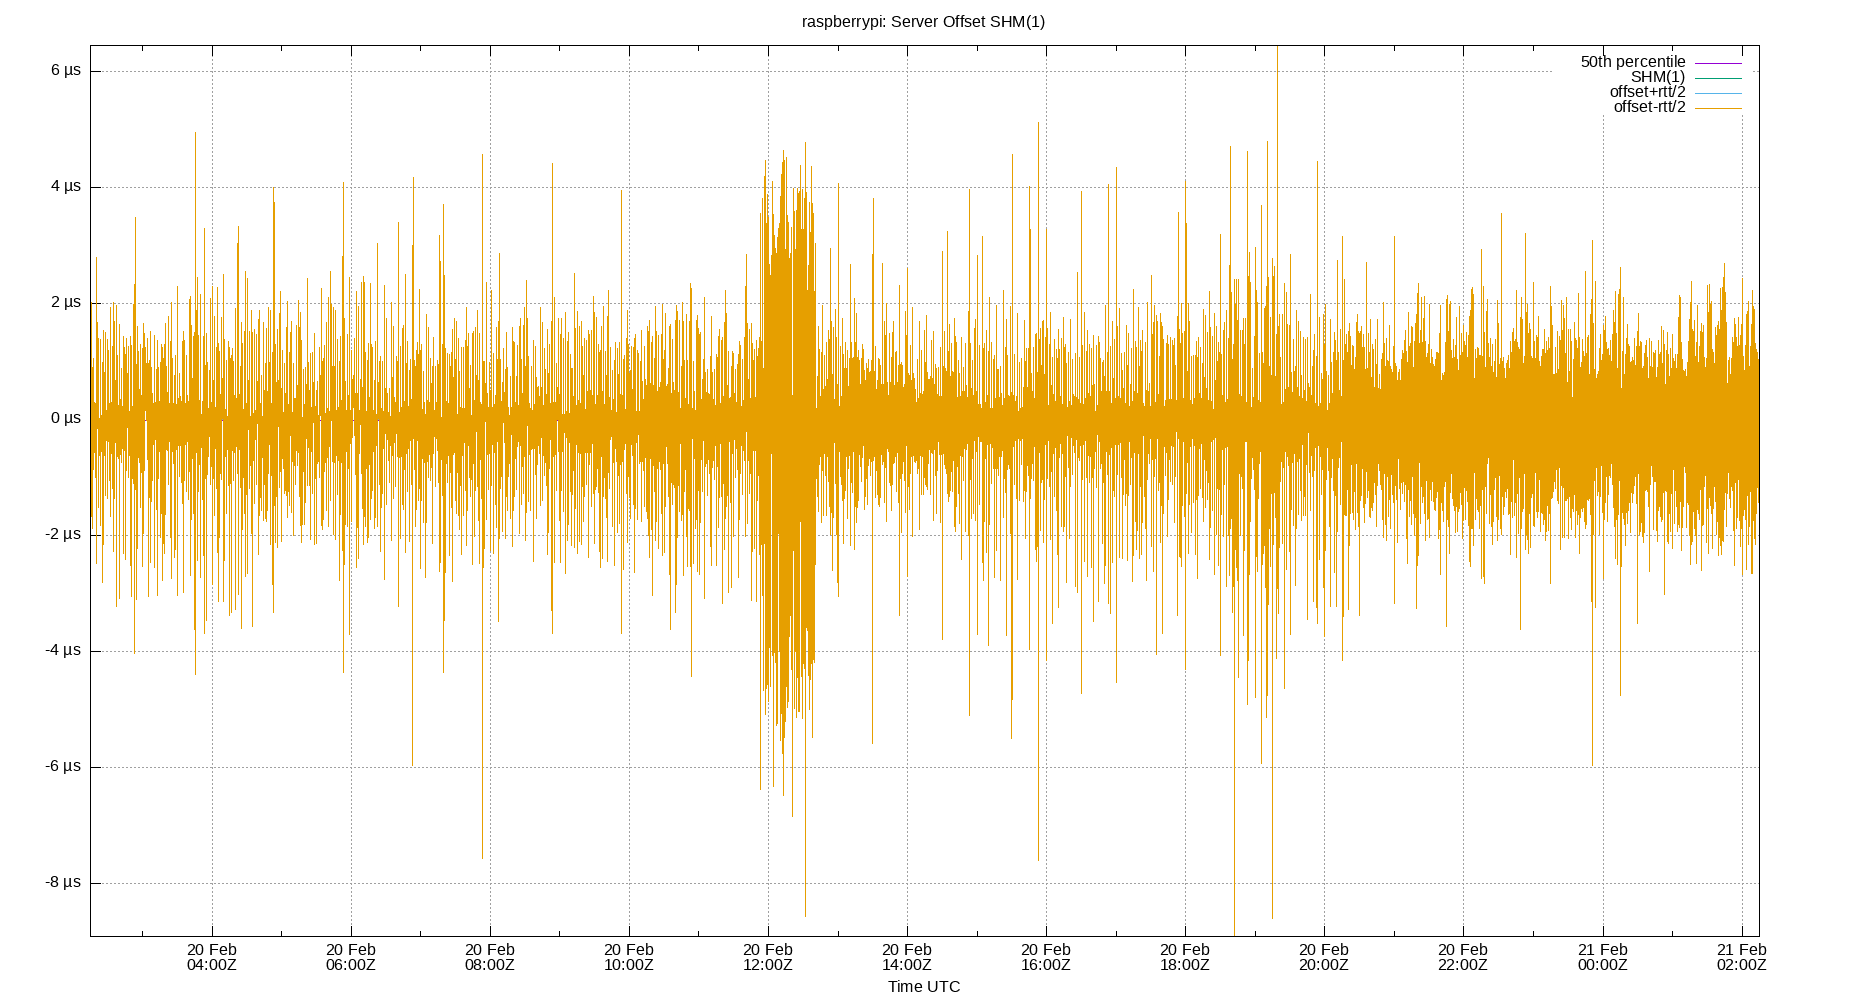 raspberrypi: Server Offset SHM(1)
50th percentile
SHM(1)
offset+rtt/2
offset-rtt/2
6 µs
4 µs
2 µs
0 µs
-2 µs
-4 µs
-6 µs
-8 µs
20 Feb 20 Feb 20 Feb 20 Feb 20 Feb 20 Feb 20 Feb 20 Feb 20 Feb 20 Feb 21 Feb 21 Feb
04:00Z 06:00Z 08:00Z 10:00Z 12:00Z 14:00Z 16:00Z 18:00Z 20:00Z 22:00Z 00:00Z 02:00Z
Time UTC